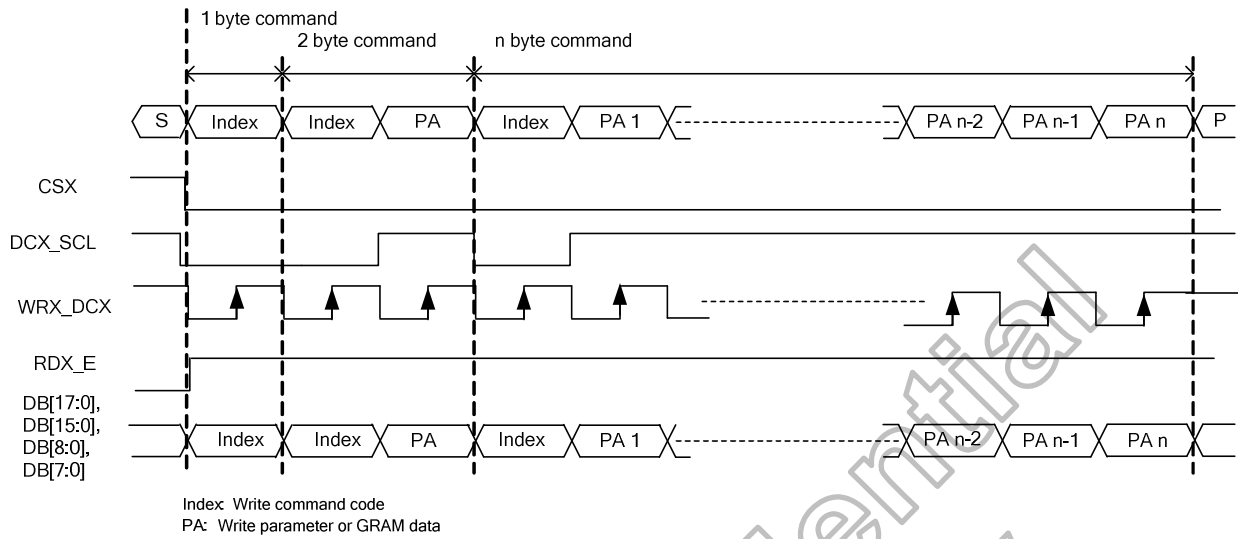 1 byte command
2 byte command
n byte command
S
Index
Index
PA
Index
PA 1
PA n-2
PA n-1
PA n
P
CSX
DCX_SCL
WRX_DCX
RDX_E
DB[17:0],
DB[15:0],
DB[8:0],
DB[7:0]
Index
Index
PA
Index
PA 1
PA n-2
PA n-1
PA n
Index: Write command code
PA: Write parameter or GRAM data
ential